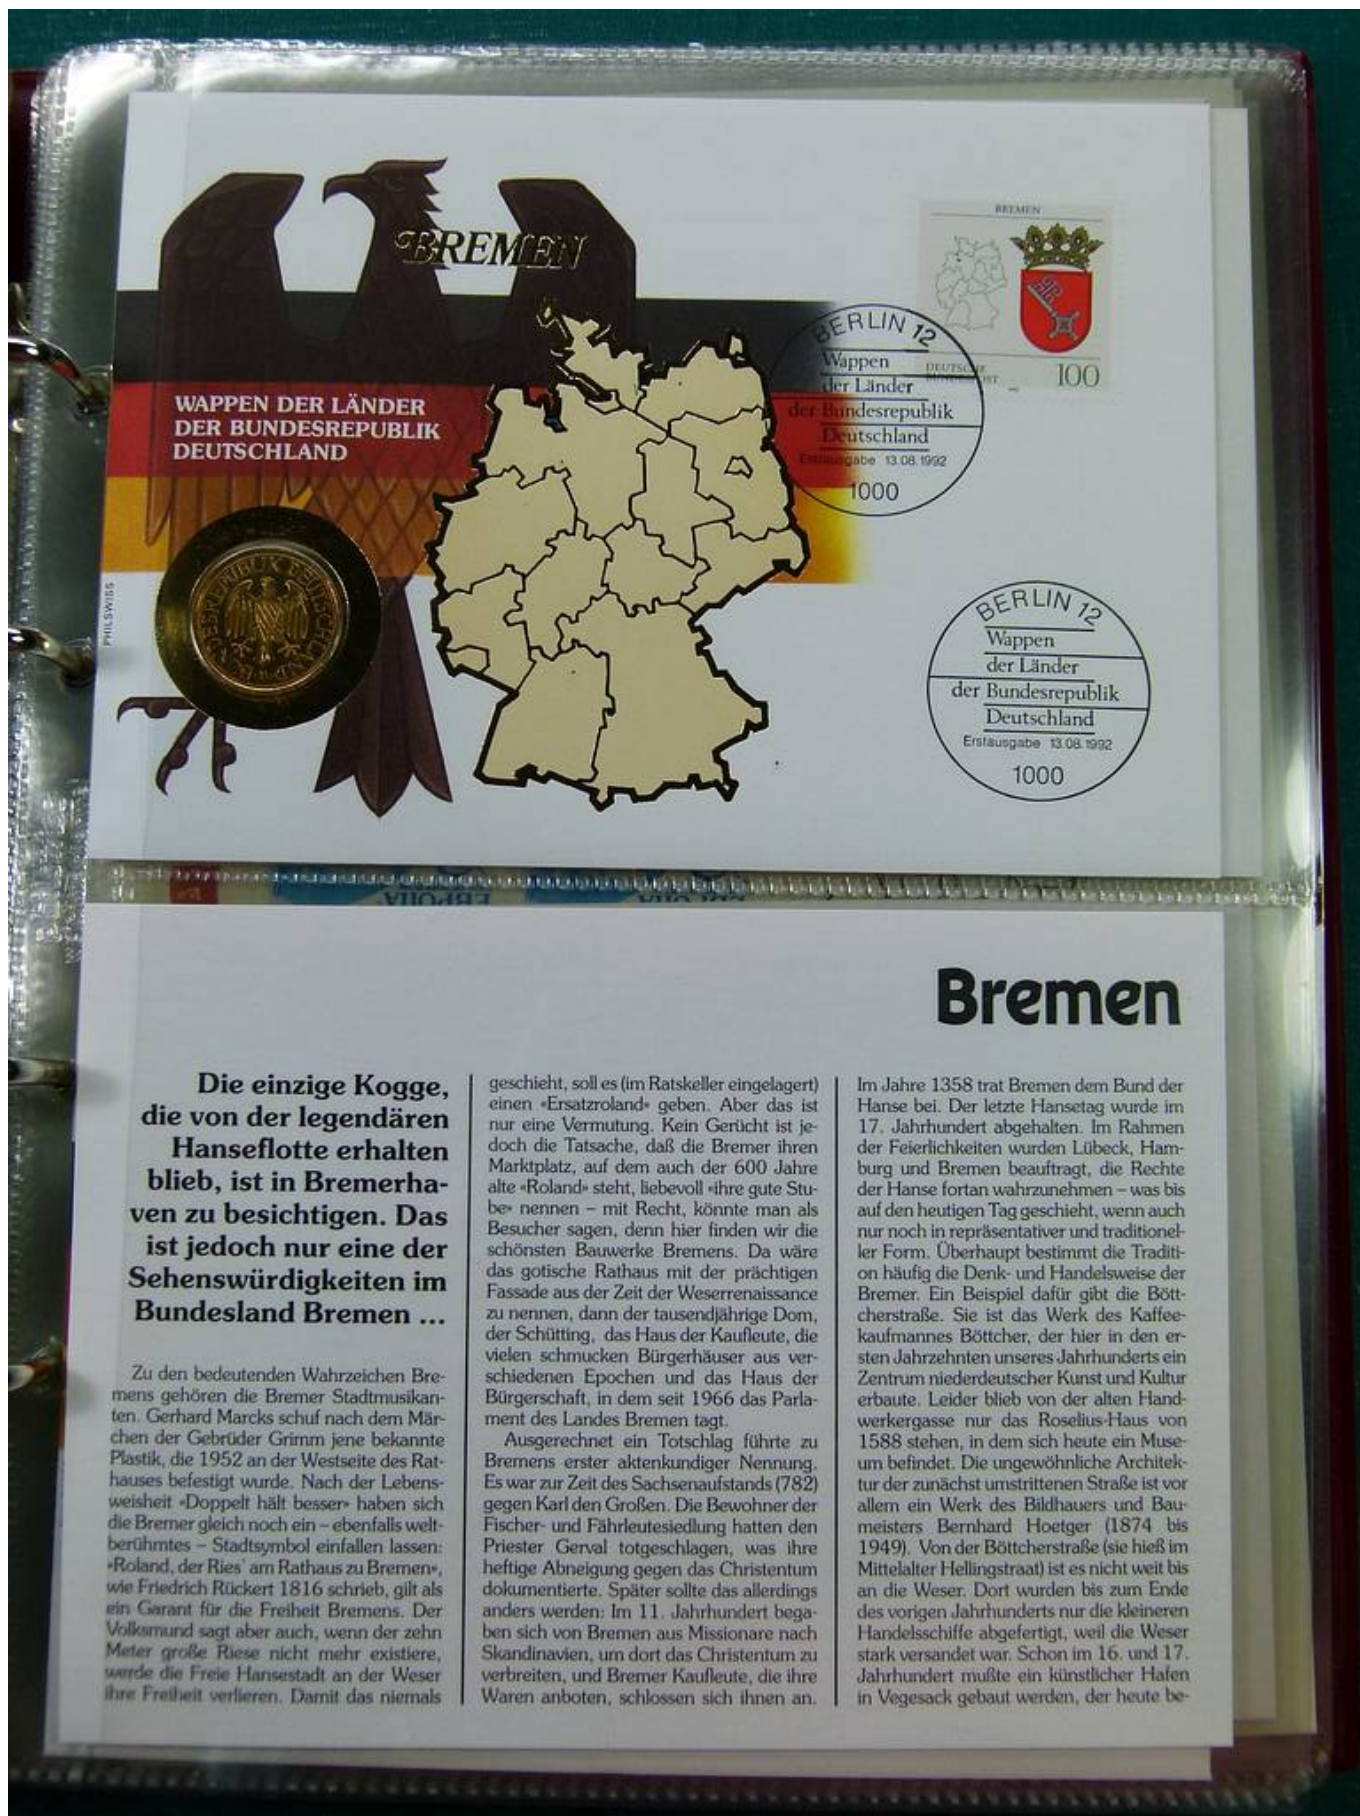 BREMEN
BREMEN
DEUTSCHE
BUNDESPOST
100
WAPPEN DER LÄNDER
DER BUNDESREPUBLIK
DEUTSCHLAND
BERLIN 12
Wappen
der Länder
der Bundesrepublik
Deutschland
Erstausgabe 13.08.1992
1000
PHILSWISS
BERLIN 12
Wappen
der Länder
der Bundesrepublik
Deutschland
Erstausgabe 13.08.1992
1000
Bremen
Die einzige Kogge,
die von der legendären
Hanseflotte erhalten
blieb, ist in Bremerha-
ven zu besichtigen. Das
ist jedoch nur eine der
Sehenswürdigkeiten im
Bundesland Bremen ...
Zu den bedeutenden Wahrzeichen Bre-
mens gehören die Bremer Stadtmusikan-
ten. Gerhard Marcks schuf nach dem Mär-
chen der Gebrüder Grimm jene bekannte
Plastik, die 1952 an der Westseite des Rat-
hauses befestigt wurde. Nach der Lebens-
weisheit «Doppelt hält besser» haben sich
die Bremer gleich noch ein – ebenfalls welt-
berühmtes – Stadtsymbol einfallen lassen:
«Roland, der Ries' am Rathaus zu Bremen»,
wie Friedrich Rückert 1816 schrieb, gilt als
ein Garant für die Freiheit Bremens. Der
Volksmund sagt aber auch, wenn der zehn
Meter große Riese nicht mehr existiere,
werde die Freie Hansestadt an der Weser
ihre Freiheit verlieren. Damit das niemals
geschieht, soll es (im Ratskeller eingelagert)
einen «Ersatzroland» geben. Aber das ist
nur eine Vermutung. Kein Gerücht ist je-
doch die Tatsache, daß die Bremer ihren
Marktplatz, auf dem auch der 600 Jahre
alte «Roland» steht, liebevoll «ihre gute Stu-
be» nennen – mit Recht, könnte man als
Besucher sagen, denn hier finden wir die
schönsten Bauwerke Bremens. Da wäre
das gotische Rathaus mit der prächtigen
Fassade aus der Zeit der Weserrenaissance
zu nennen, dann der tausendjährige Dom,
der Schütting, das Haus der Kaufleute, die
vielen schmucken Bürgerhäuser aus ver-
schiedenen Epochen und das Haus der
Bürgerschaft, in dem seit 1966 das Parla-
ment des Landes Bremen tagt.
Ausgerechnet ein Totschlag führte zu
Bremens erster aktenkundiger Nennung.
Es war zur Zeit des Sachsenaufstands (782)
gegen Karl den Großen. Die Bewohner der
Fischer- und Fährleutesiedlung hatten den
Priester Gerval totgeschlagen, was ihre
heftige Abneigung gegen das Christentum
dokumentierte. Später sollte das allerdings
anders werden: Im 11. Jahrhundert bega-
ben sich von Bremen aus Missionare nach
Skandinavien, um dort das Christentum zu
verbreiten, und Bremer Kaufleute, die ihre
Waren anboten, schlossen sich ihnen an.
Im Jahre 1358 trat Bremen dem Bund der
Hanse bei. Der letzte Hansetag wurde im
17. Jahrhundert abgehalten. Im Rahmen
der Feierlichkeiten wurden Lübeck, Ham-
burg und Bremen beauftragt, die Rechte
der Hanse fortan wahrzunehmen – was bis
auf den heutigen Tag geschieht, wenn auch
nur noch in repräsentativer und traditionel-
ler Form. Überhaupt bestimmt die Traditi-
on häufig die Denk- und Handelsweise der
Bremer. Ein Beispiel dafür gibt die Bött-
cherstraße. Sie ist das Werk des Kaffee-
kaufmannes Böttcher, der hier in den er-
sten Jahrzehnten unseres Jahrhunderts ein
Zentrum niederdeutscher Kunst und Kultur
erbaute. Leider blieb von der alten Hand-
werkergasse nur das Roselius-Haus von
1588 stehen, in dem sich heute ein Muse-
um befindet. Die ungewöhnliche Architek-
tur der zunächst umstrittenen Straße ist vor
allem ein Werk des Bildhauers und Bau-
meisters Bernhard Hoetger (1874 bis
1949). Von der Böttcherstraße (sie hieß im
Mittelalter Hellingstraat) ist es nicht weit bis
an die Weser. Dort wurden bis zum Ende
des vorigen Jahrhunderts nur die kleineren
Handelsschiffe abgefertigt, weil die Weser
stark versandet war. Schon im 16. und 17.
Jahrhundert mußte ein künstlicher Hafen
in Vegesack gebaut werden, der heute be-